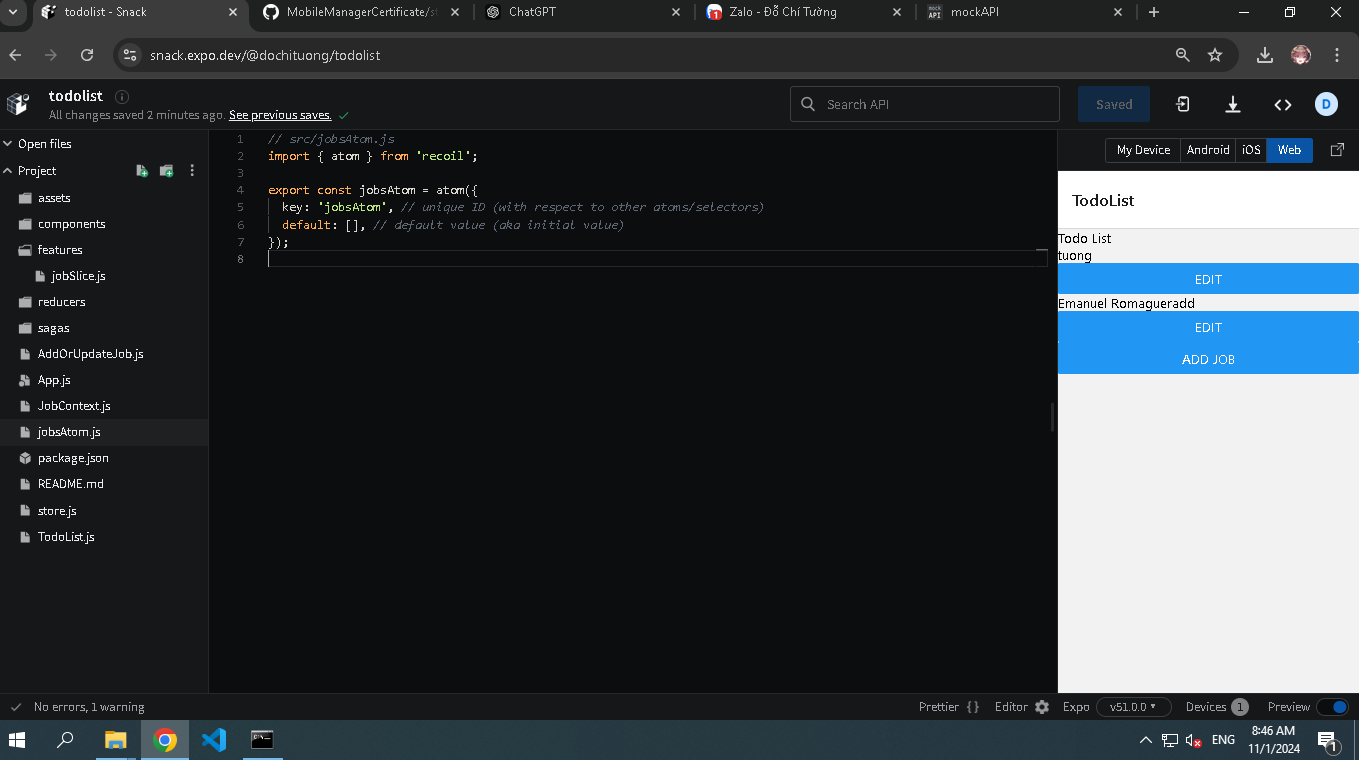 todolist - Snack
MobileManagerCertificate/st
ChatGPT
Zalo - Đỗ Chí Tường
mockAPI
snack.expo.dev/@dochituong/todolist
todolist
All changes saved 2 minutes ago. See previous saves.
Search API
Saved
D
Open files
Project
assets
components
features
jobSlice.js
reducers
sagas
AddOrUpdateJob.js
App.js
JobContext.js
jobsAtom.js
package.json
README.md
store.js
TodoList.js
1 // src/jobsAtom.js
2 import { atom } from 'recoil';
3
4 export const jobsAtom = atom({
5 key: 'jobsAtom', // unique ID (with respect to other atoms/selectors)
6 default: [], // default value (aka initial value)
7 });
8
My Device Android iOS Web
TodoList
Todo List
tuong
EDIT
Emanuel Romagueradd
EDIT
ADD JOB
No errors, 1 warning
Prettier {} Editor Expo v51.0.0 Devices 1 Preview
ENG
8:46 AM
11/1/2024
1